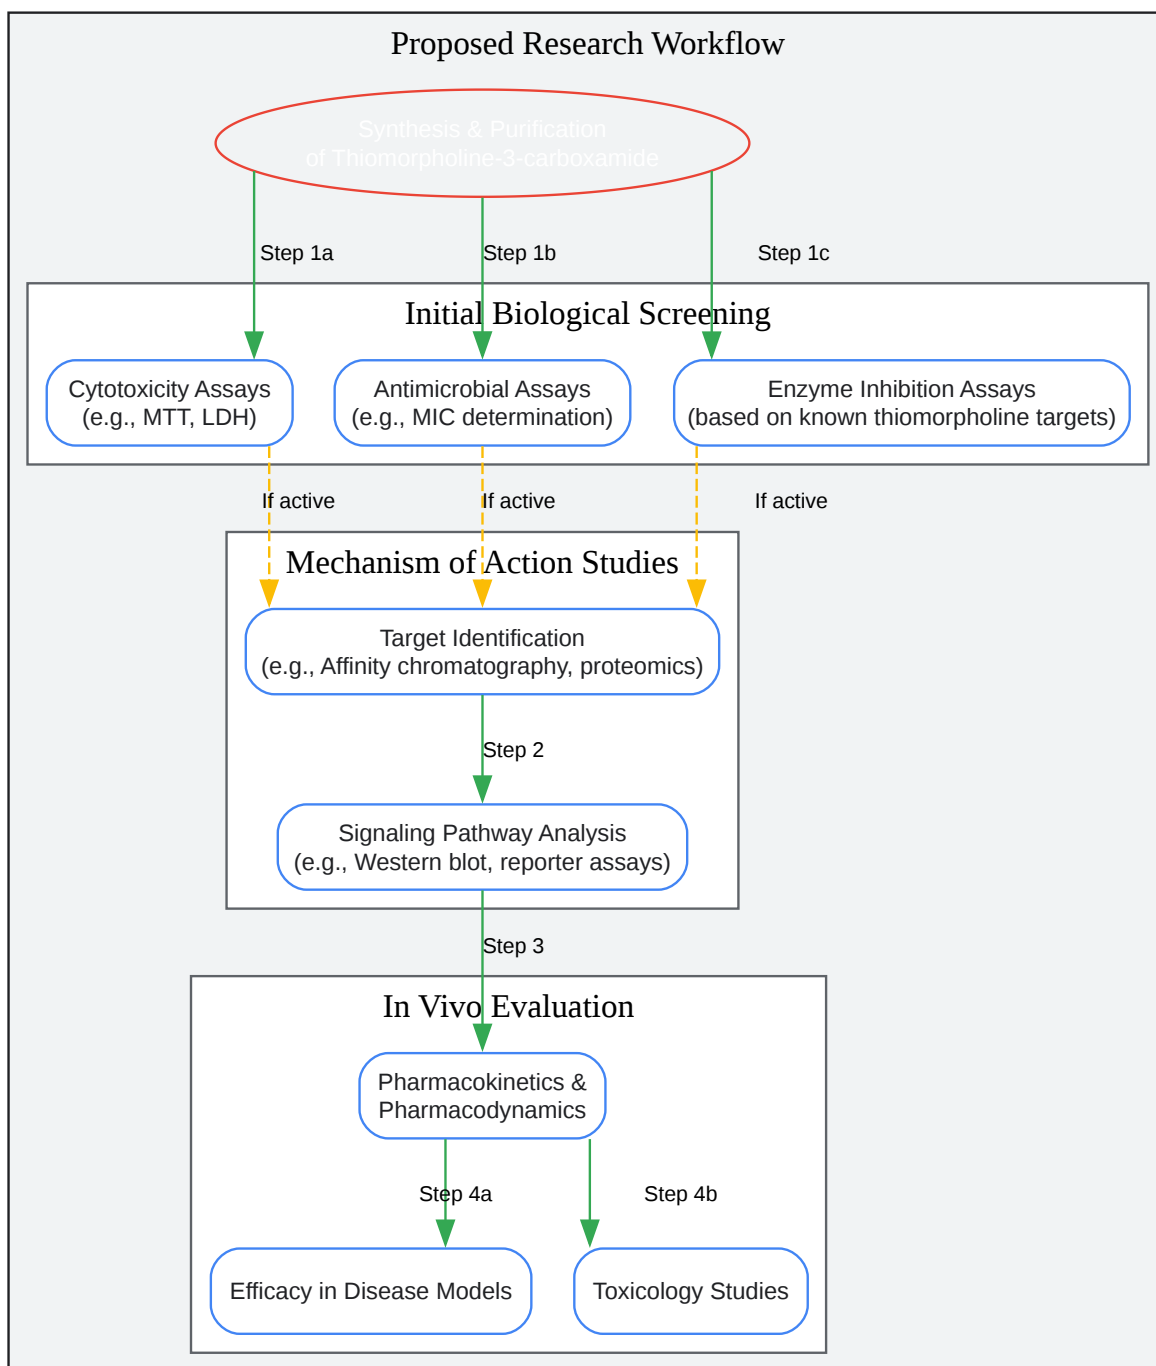 Proposed Research Workflow
Synthesis & Purification
of Thiomorpholine-3-carboxamide
Step 1a
Step 1b
Step 1c
Initial Biological Screening
Cytotoxicity Assays
(e.g., MTT, LDH)
Antimicrobial Assays
(e.g., MIC determination)
Enzyme Inhibition Assays
(based on known thiomorpholine targets)
If active
If active
If active
Mechanism of Action Studies
Target Identification
(e.g., Affinity chromatography, proteomics)
Step 2
Signaling Pathway Analysis
(e.g., Western blot, reporter assays)
Step 3
In Vivo Evaluation
Pharmacokinetics &
Pharmacodynamics
Step 4a
Step 4b
Efficacy in Disease Models
Toxicology Studies